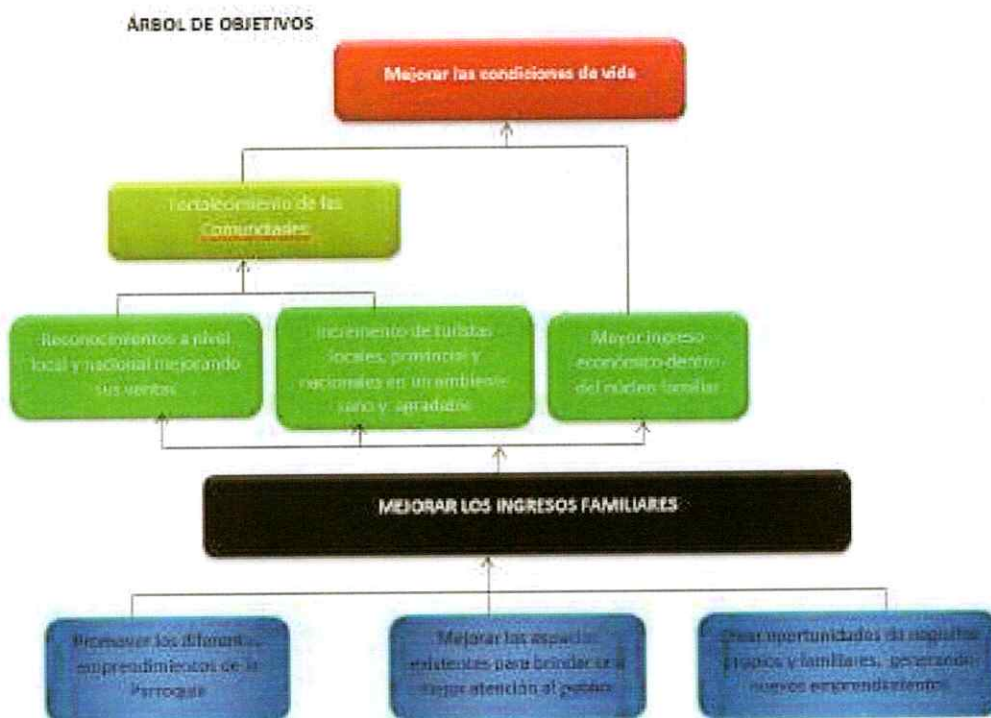 ÁRBOL DE OBJETIVOS
Mejorar las condiciones de vida
Fortalecimiento de las
Comunidades
Reconocimientos a nivel
local y nacional mejorando
sus ventas
Incremento de turistas
locales, provincial y
nacionales en un ambiente
sano y
Mayor ingreso
económico dentro
del núcleo familiar
MEJORAR LOS INGRESOS FAMILIARES
Promover los diferentes
emprendimientos de la
Parroquia
Mejorar los espacios
existentes para brindar
mejor atención al público
Crear oportunidades de negocios
propios y familiares, generando
nuevos emprendimientos